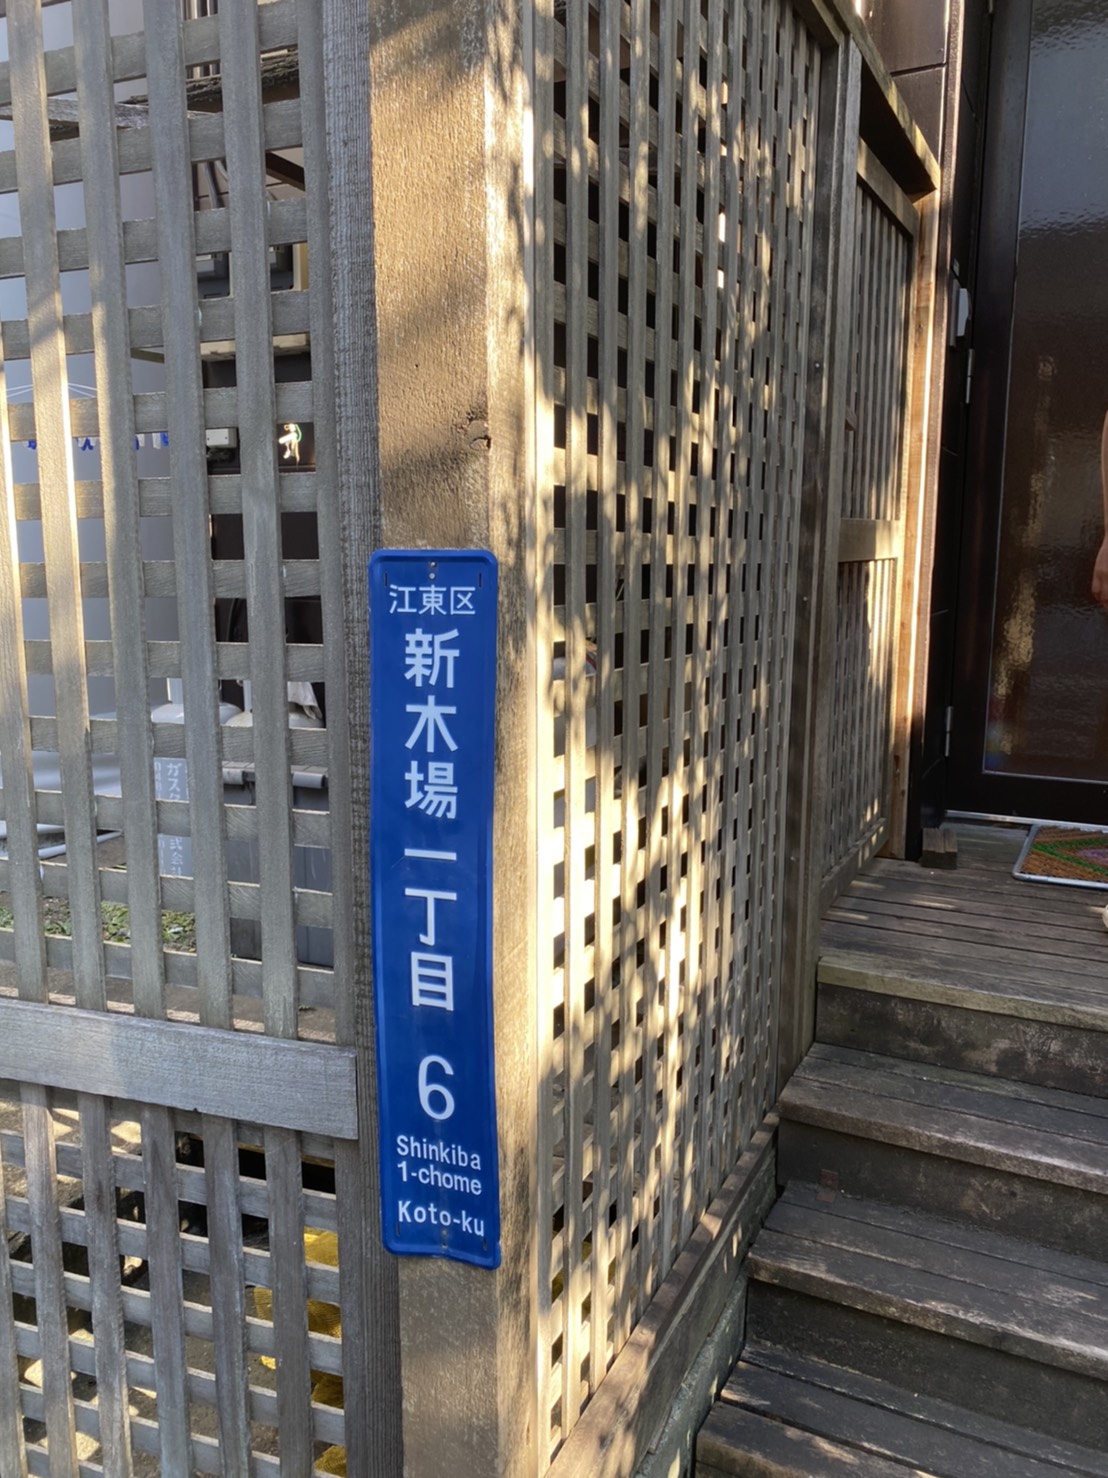 江東区
新木場一丁目
6
Shinkiba
1-chome
Koto-ku